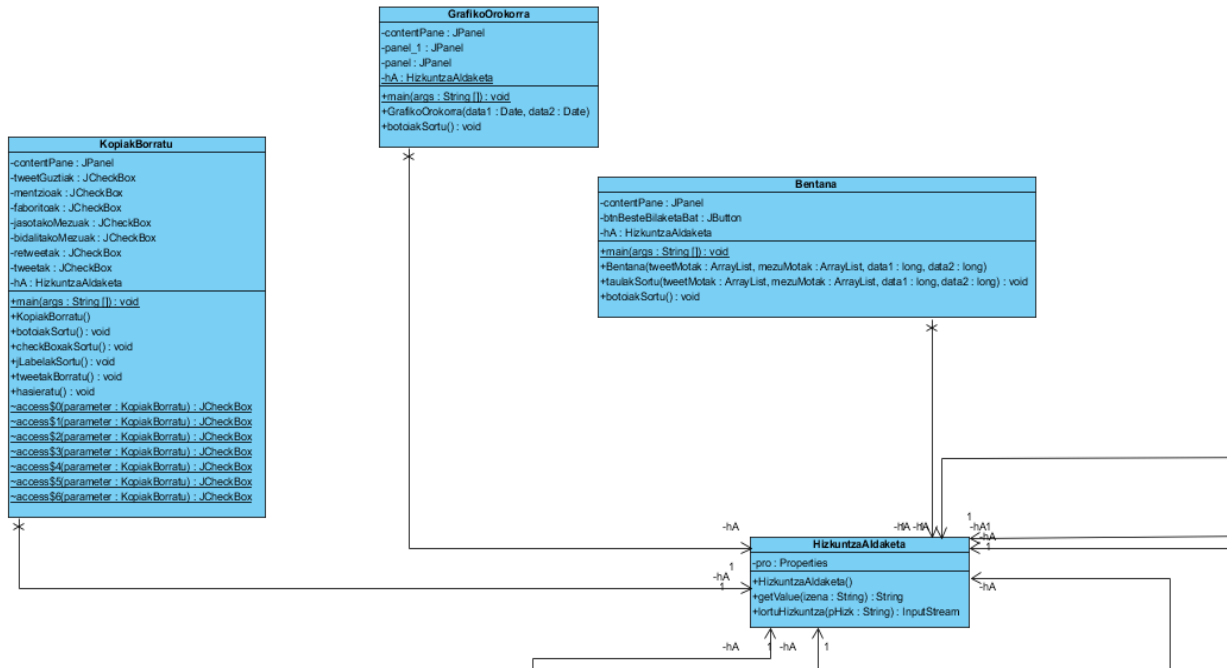 GrafikoOrokorra
-contentPane : JPanel
-panel_1 : JPanel
-panel : JPanel
-hA : HizkuntzaAldaketa
+main(args : String []) : void
+GrafikoOrokorra(data1 : Date, data2 : Date)
+botoiakSortu() : void
KopiakBorratu
-contentPane : JPanel
-tweetGuztiak : JCheckBox
-mentzioak : JCheckBox
-faboritoak : JCheckBox
-jasotakoMezuak : JCheckBox
-bidalitakoMezuak : JCheckBox
-retweetak : JCheckBox
-tweetak : JCheckBox
-hA : HizkuntzaAldaketa
+main(args : String []) : void
+KopiakBorratu()
+botoiakSortu() : void
+checkBoxakSortu() : void
+jLabelakSortu() : void
+tweetakBorratu() : void
+hasieratu() : void
~access$0(parameter : KopiakBorratu) : JCheckBox
~access$1(parameter : KopiakBorratu) : JCheckBox
~access$2(parameter : KopiakBorratu) : JCheckBox
~access$3(parameter : KopiakBorratu) : JCheckBox
~access$4(parameter : KopiakBorratu) : JCheckBox
~access$5(parameter : KopiakBorratu) : JCheckBox
~access$6(parameter : KopiakBorratu) : JCheckBox
Bentana
-contentPane : JPanel
-btnBesteBilaketaBat : JButton
-hA : HizkuntzaAldaketa
+main(args : String []) : void
+Bentana(tweetMotak : ArrayList, mezuMotak : ArrayList, data1 : long, data2 : long)
+taulakSortu(tweetMotak : ArrayList, mezuMotak : ArrayList, data1 : long, data2 : long) : void
+botoiakSortu() : void
1
-hA
-hA
-hA
-hA1
-hA
1
HizkuntzaAldaketa
-pro : Properties
+HizkuntzaAldaketa()
+getValue(izena : String) : String
+lortuHizkuntza(pHizk : String) : InputStream
1
-hA
1
-hA
-hA
1
-hA
1